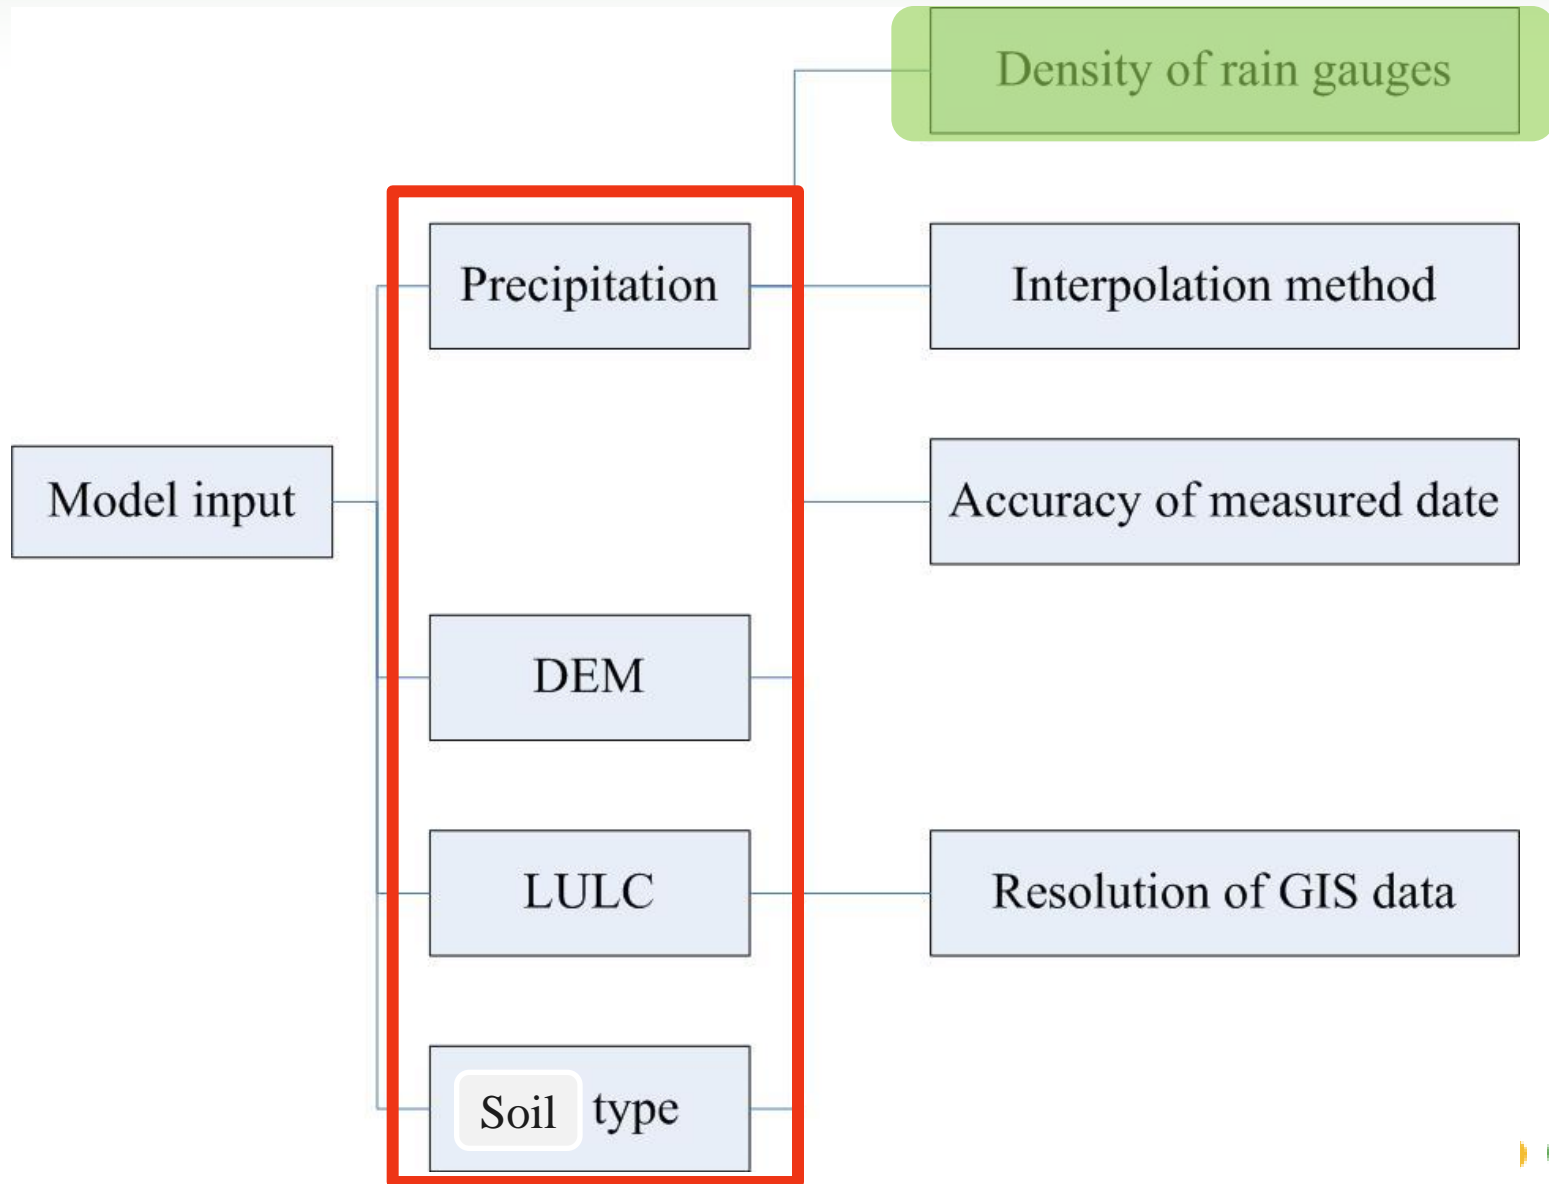 Density of rain gauges
Precipitation
Interpolation method
Model input
Accuracy of measured date
DEM
LULC
Resolution of GIS data
Soil type